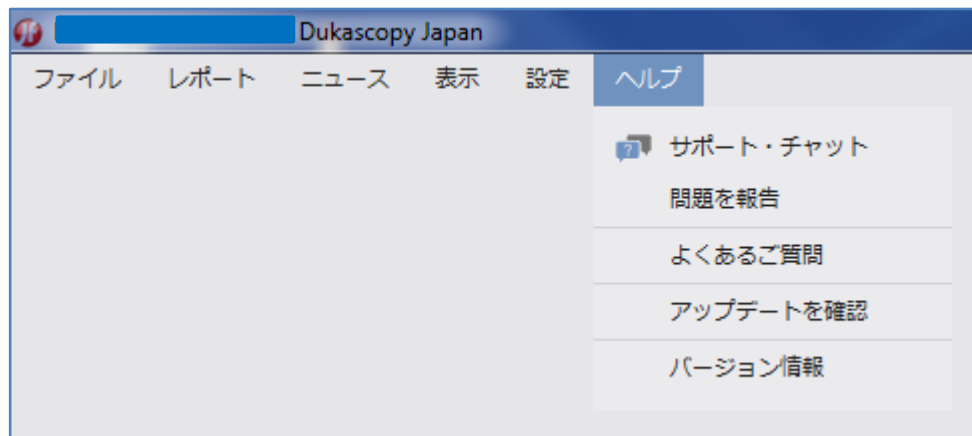 Dukascopy Japan
ファイル レポート ニュース 表示 設定 ヘルプ
サポート・チャット
問題を報告
よくあるご質問
アップデートを確認
バージョン情報